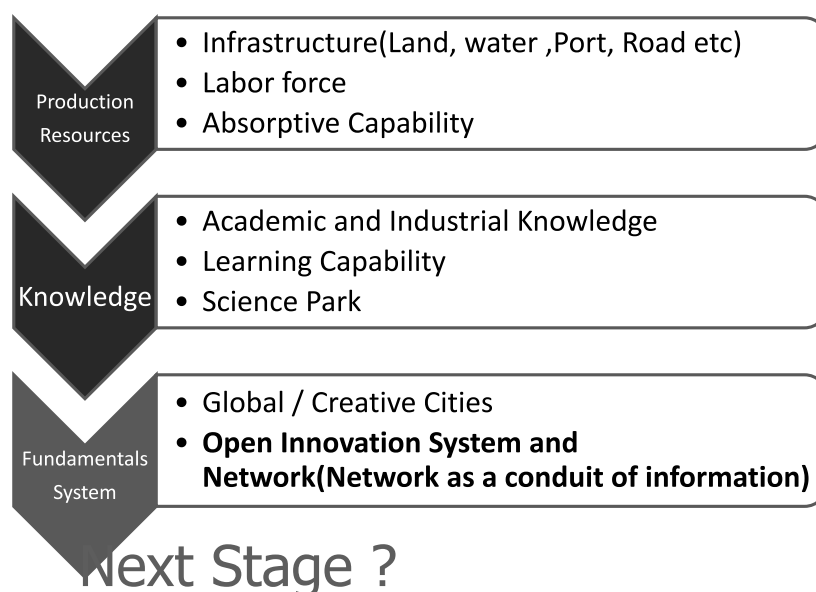 Production
Resources
• Infrastructure(Land, water ,Port, Road etc)
• Labor force
• Absorptive Capability
Knowledge
• Academic and Industrial Knowledge
• Learning Capability
• Science Park
Fundamentals
System
• Global / Creative Cities
• Open Innovation System and
Network(Network as a conduit of information)
Next Stage ?